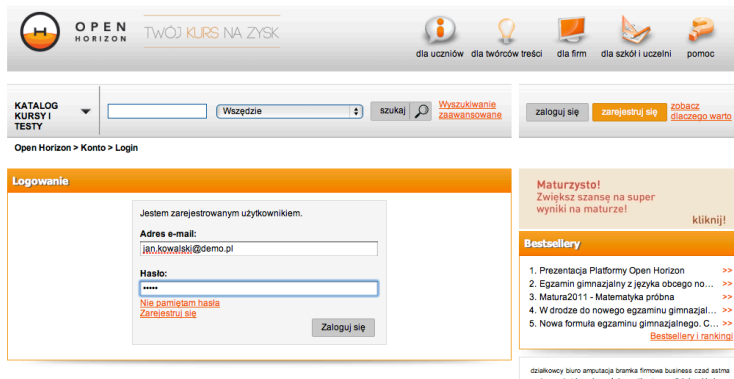 OPEN
HORIZON
TWÓJ KURS NA ZYSK
dla uczniów
dla twórców treści
dla firm
dla szkół i uczelni
pomoc
KATALOG
KURSY I
TESTY
Wszędzie
szukaj
Wyszukiwanie
zaawansowane
zaloguj się
zarejestruj się
zobacz
dlaczego warto
Open Horizon > Konto > Login
Logowanie
Jestem zarejestrowanym użytkownikiem.
Adres e-mail:
jan.kowalski@demo.pl
Hasło:
•••••
Nie pamiętam hasła
Zarejestruj się
Zaloguj się
Maturzysto!
Zwiększ szansę na super
wyniki na maturze!
kliknij!
Bestsellery
1. Prezentacja Platformy Open Horizon >>
2. Egzamin gimnazjalny z języka obcego no... >>
3. Matura2011 - Matematyka próbna >>
4. W drodze do nowego egzaminu gimnazjal... >>
5. Nowa formuła egzaminu gimnazjalnego. C... >>
Bestsellery i rankingi
działkowcy biuro amputacja bramka firmowa business czad astma